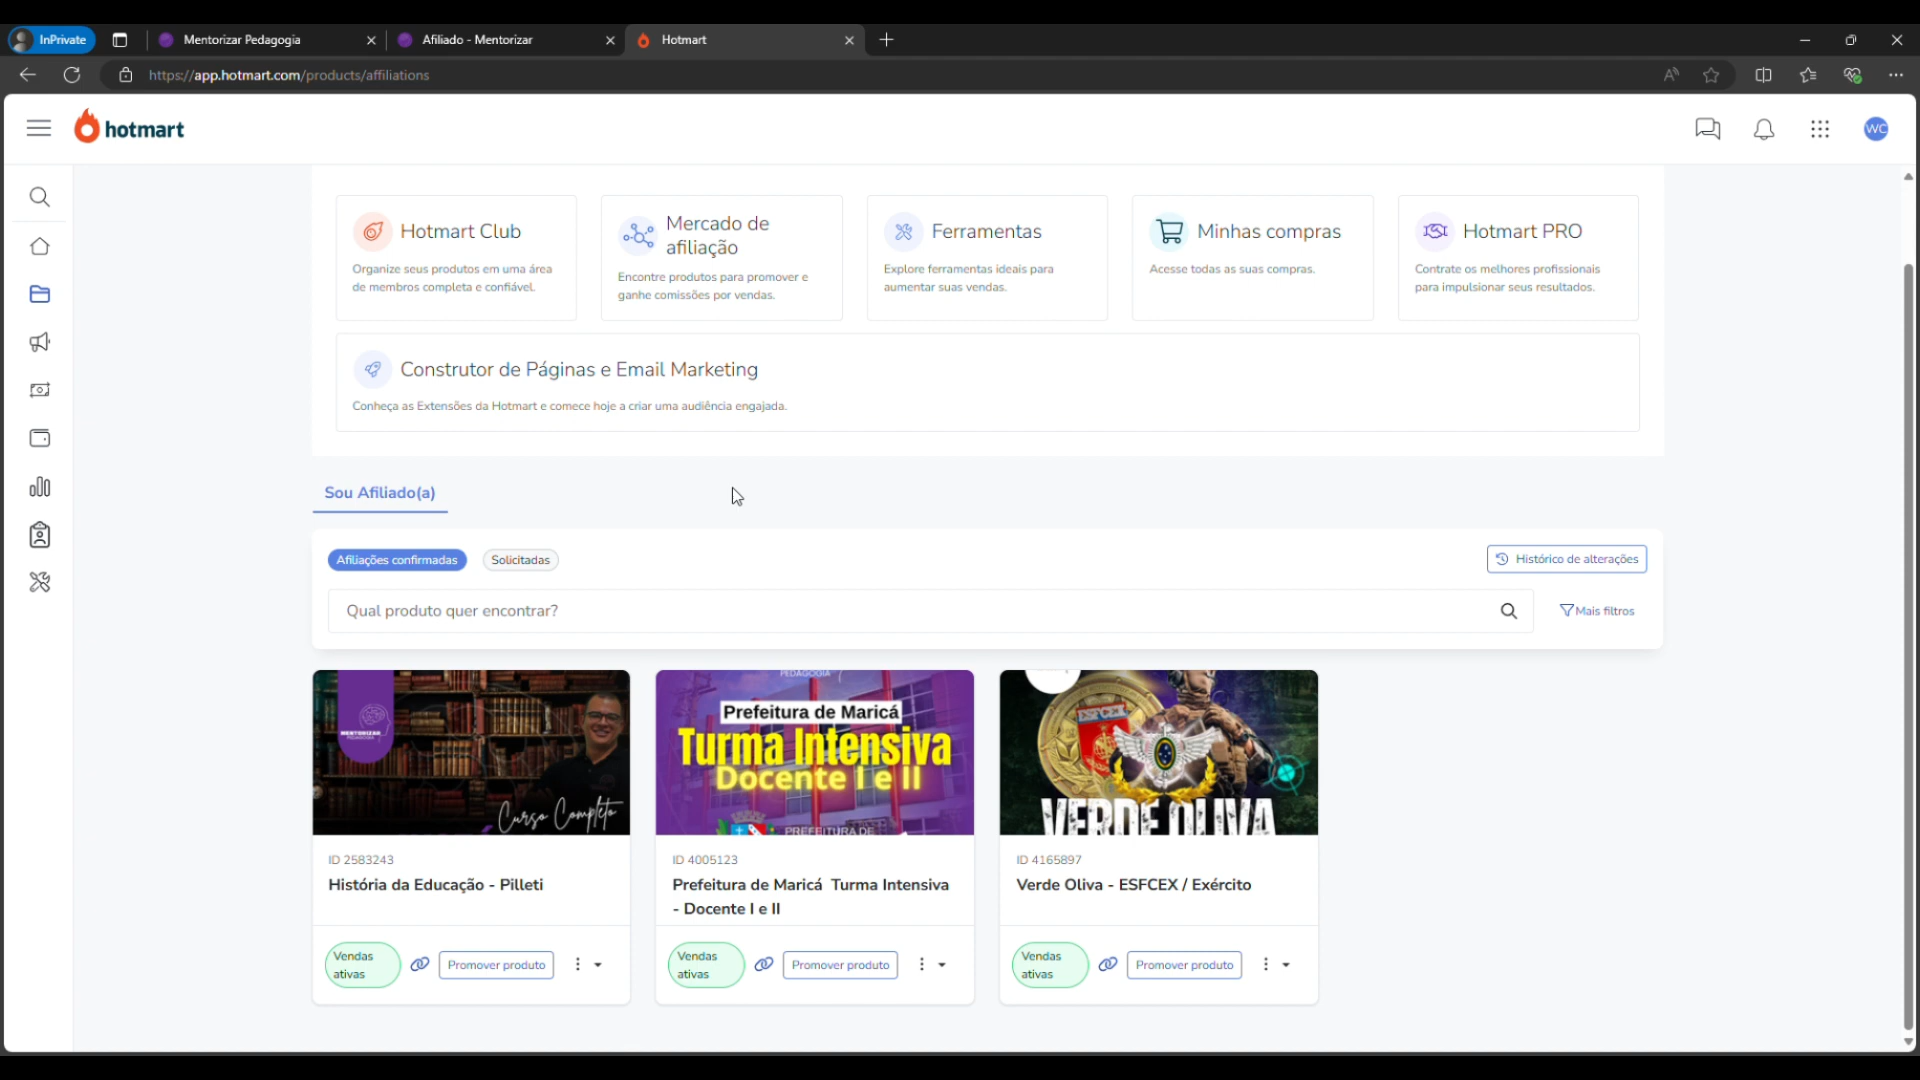 InPrivate
Mentorizar Pedagogia
Afiliado - Mentorizar
Hotmart
https://app.hotmart.com/products/affiliations
hotmart
WC
Hotmart Club
Organize seus produtos em uma área
de membros completa e confiável.
Mercado de
afiliação
Encontre produtos para promover e
ganhe comissões por vendas.
Ferramentas
Explore ferramentas ideais para
aumentar suas vendas.
Minhas compras
Acesse todas as suas compras.
Hotmart PRO
Contrate os melhores profissionais
para impulsionar seus resultados.
Construtor de Páginas e Email Marketing
Conheça as Extensões da Hotmart e comece hoje a criar uma audiência engajada.
Sou Afiliado(a)
Afiliações confirmadas
Solicitadas
Histórico de alterações
Qual produto quer encontrar?
Mais filtros
MENTORIZAR
PEDAGOGIA
Curso Completo
PEDAGOGIA
Prefeitura de Maricá
Turma Intensiva
Docente I e II
PREFEITURA DE
VERDE OLIVA
ID 2583243
História da Educação - Pilleti
Vendas
ativas
Promover produto
ID 4005123
Prefeitura de Maricá Turma Intensiva
- Docente I e II
Vendas
ativas
Promover produto
ID 4165897
Verde Oliva - ESFCEX / Exército
Vendas
ativas
Promover produto